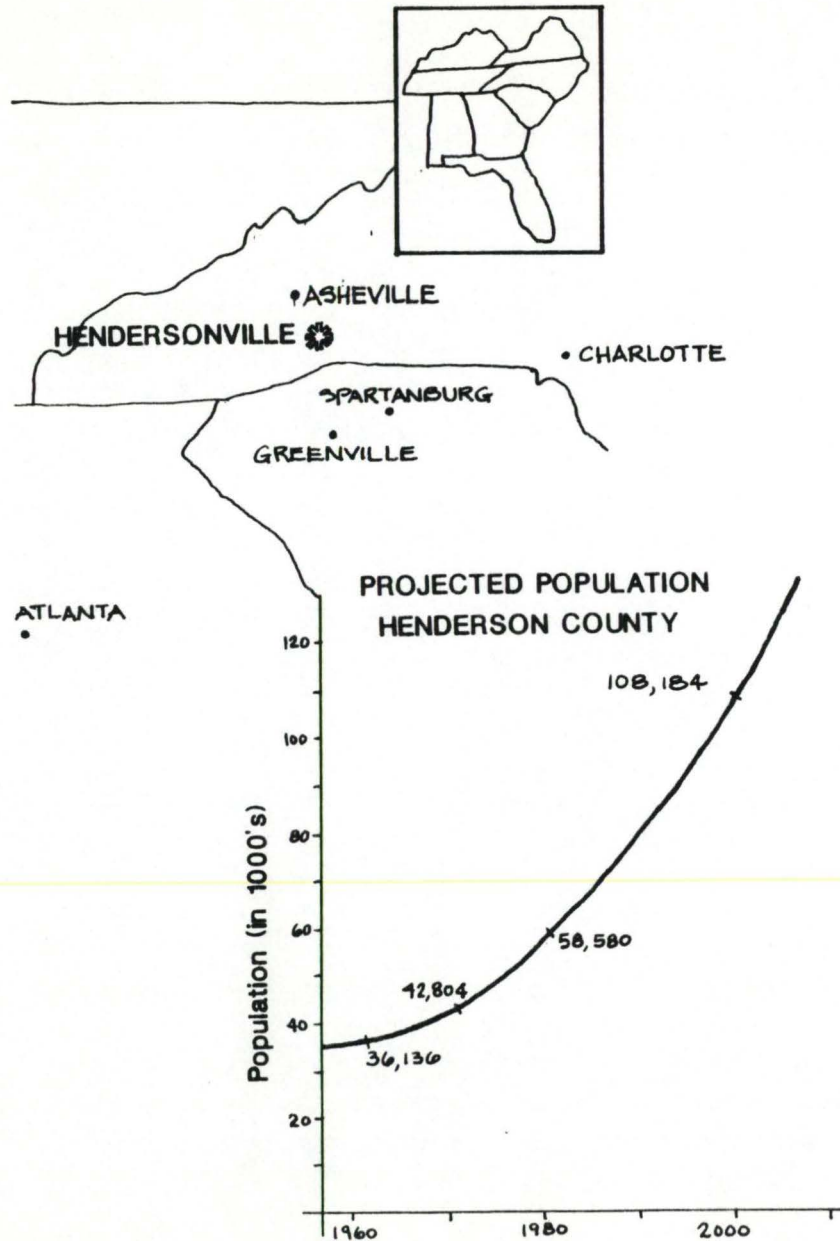 ASHEVILLE
HENDERSONVILLE
CHARLOTTE
SPARTANBURG
GREENVILLE
ATLANTA
PROJECTED POPULATION
HENDERSON COUNTY
Population (in 1000's)
120
100
80
60
40
20
108,184
58,580
42,804
36,136
1960
1980
2000